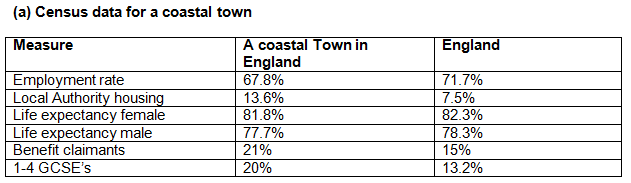 (a) Census data for a coastal town
Measure A coastal Town in England England
Employment rate 67.8% 71.7%
Local Authority housing 13.6% 7.5%
Life expectancy female 81.8% 82.3%
Life expectancy male 77.7% 78.3%
Benefit claimants 21% 15%
1-4 GCSE's 20% 13.2%